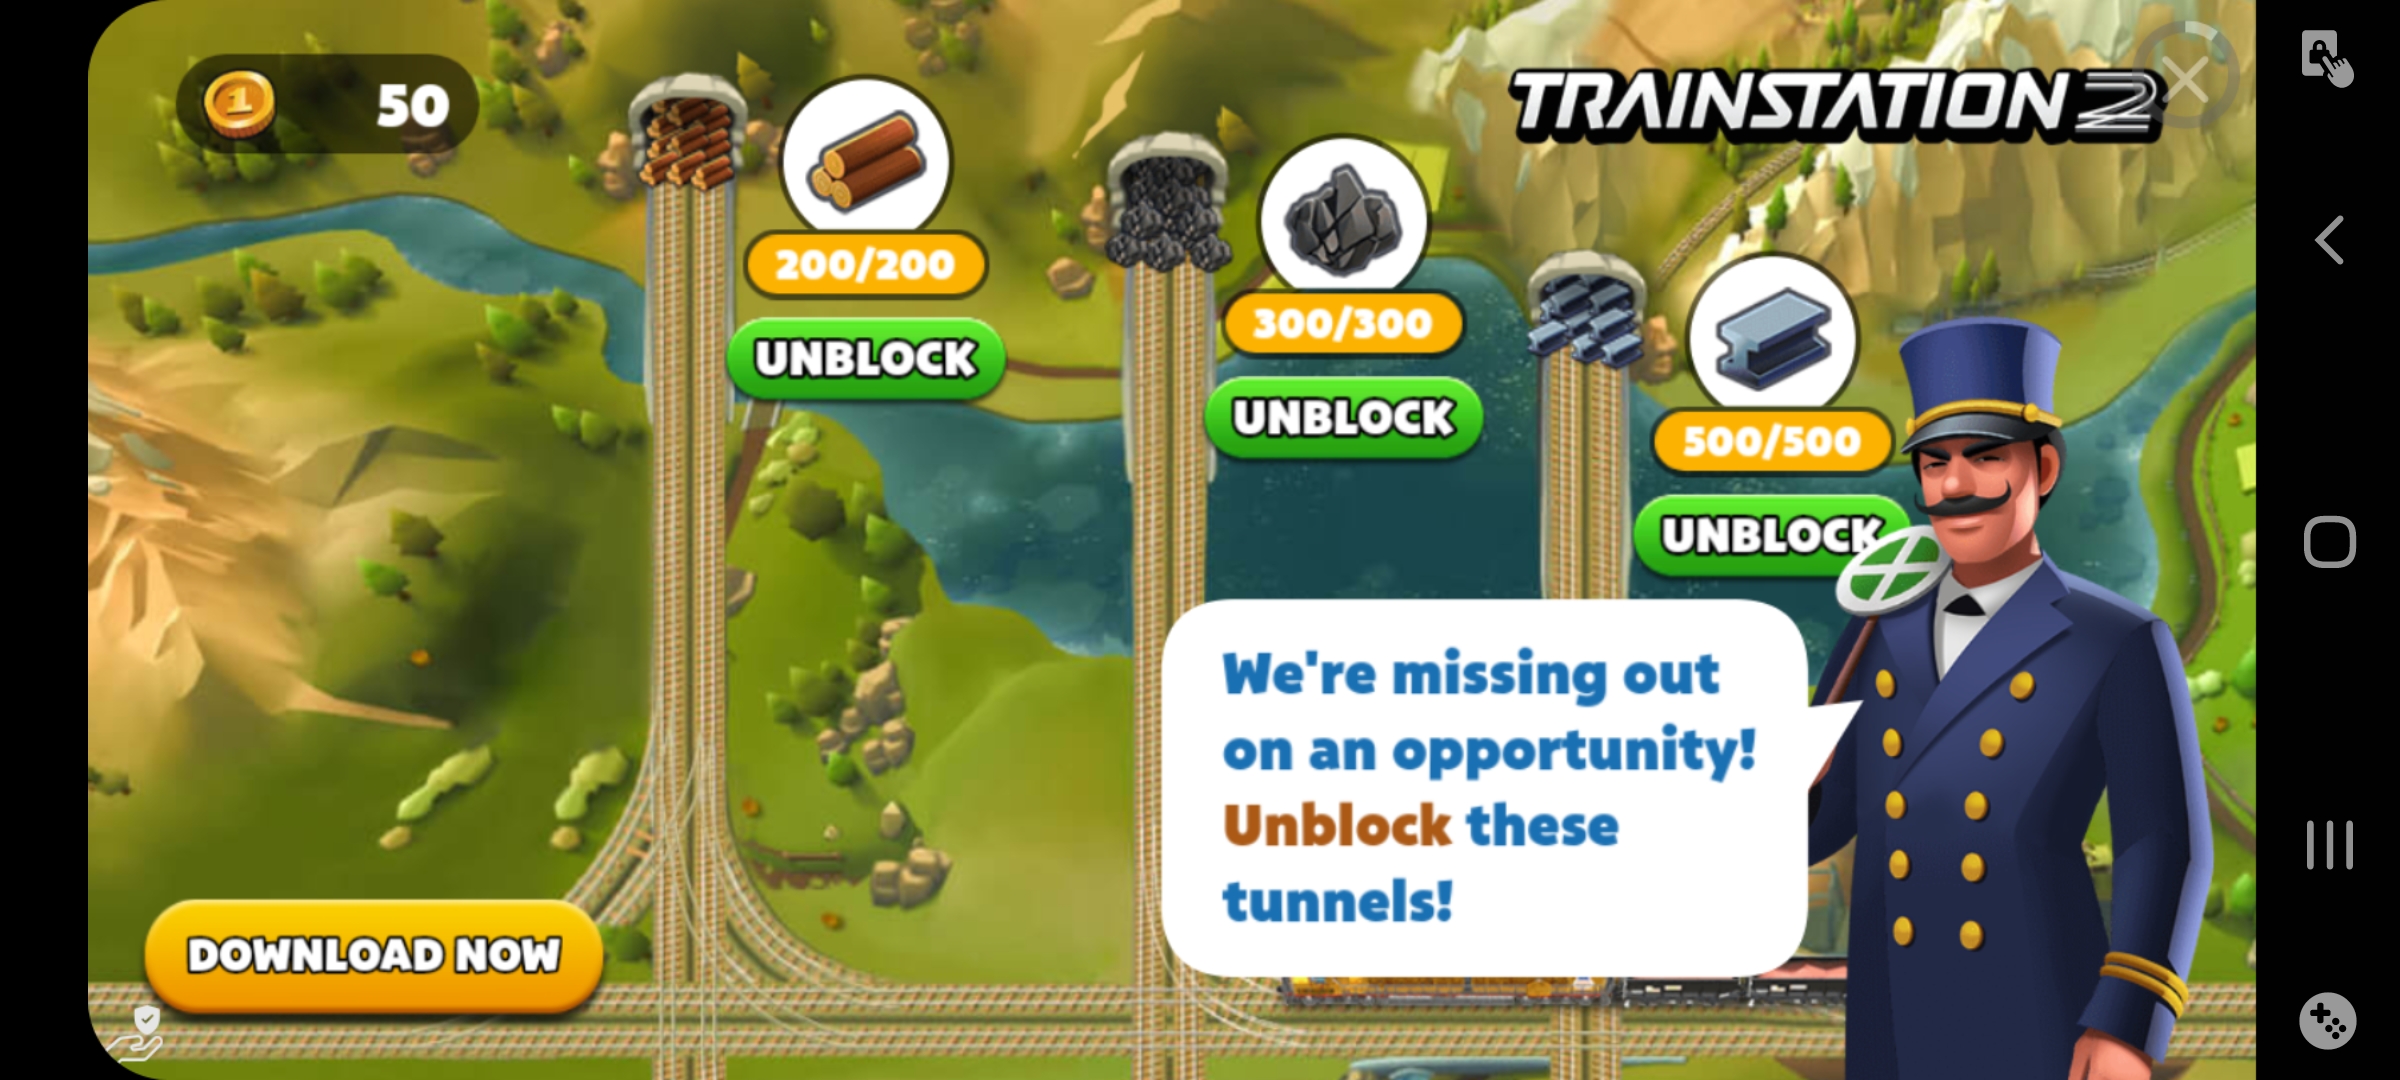 50
TRAINSTATION 2
200/200
UNBLOCK
300/300
UNBLOCK
500/500
UNBLOCK
We're missing out
on an opportunity!
Unblock these
tunnels!
DOWNLOAD NOW